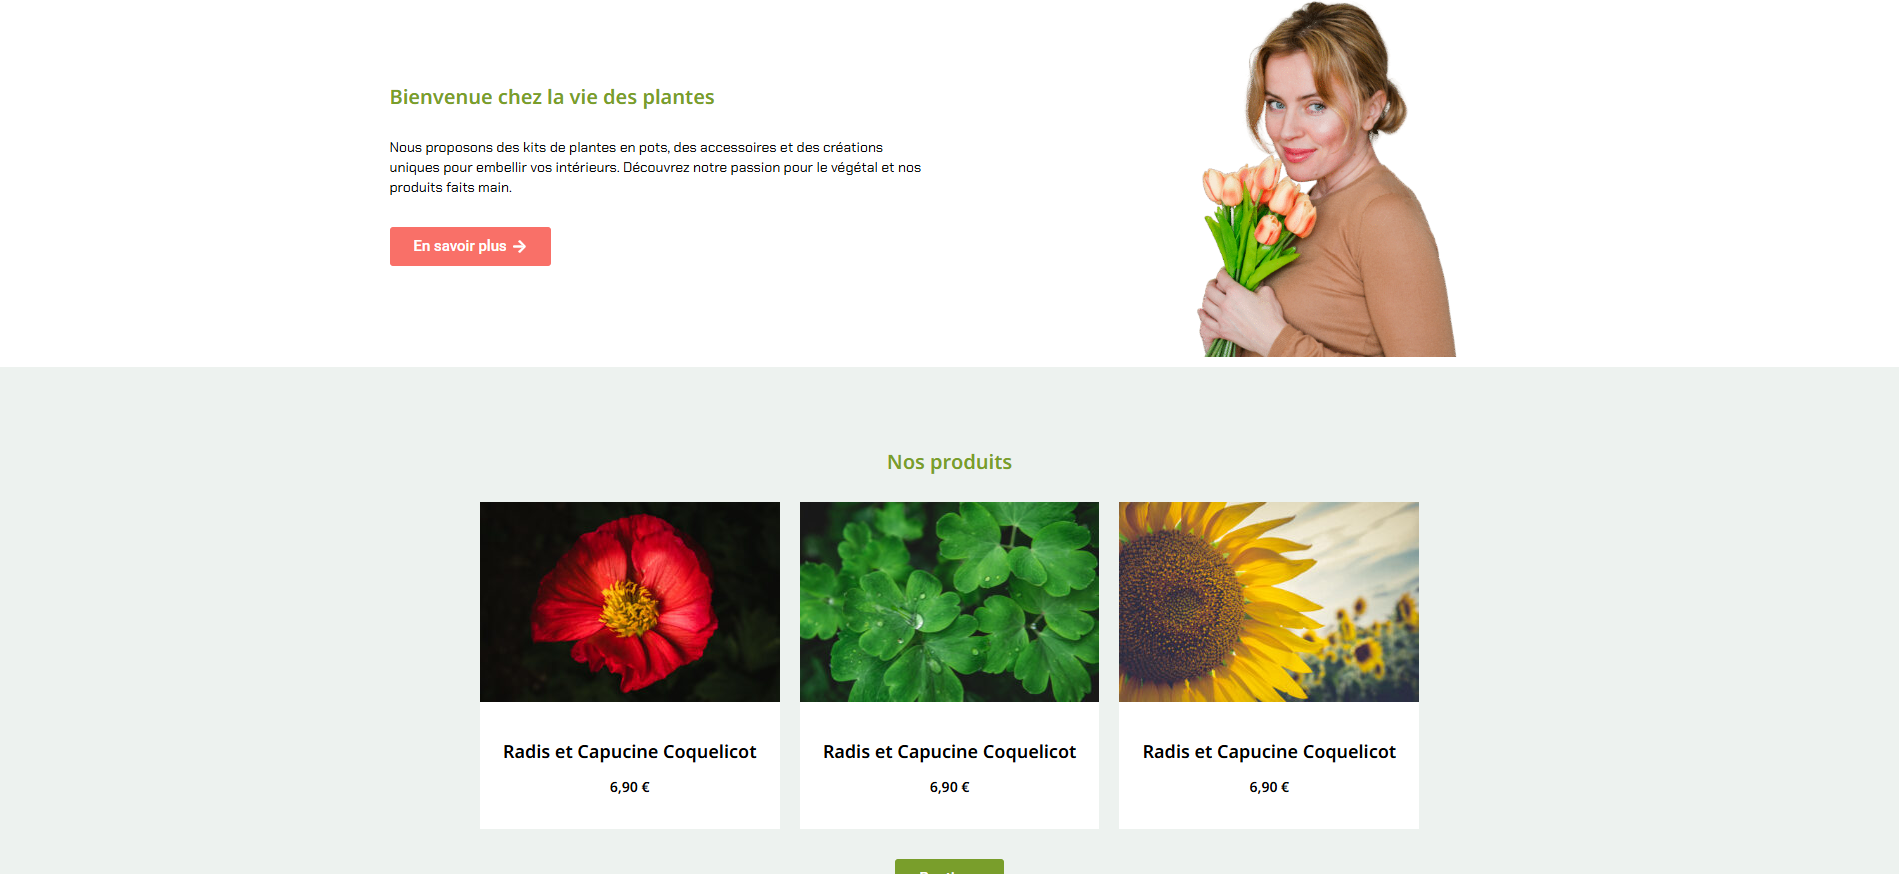 Bienvenue chez la vie des plantes
Nous proposons des kits de plantes en pots, des accessoires et des créations
uniques pour embellir vos intérieurs. Découvrez notre passion pour le végétal et nos
produits faits main.
En savoir plus →
Nos produits
Radis et Capucine Coquelicot
6,90 €
Radis et Capucine Coquelicot
6,90 €
Radis et Capucine Coquelicot
6,90 €